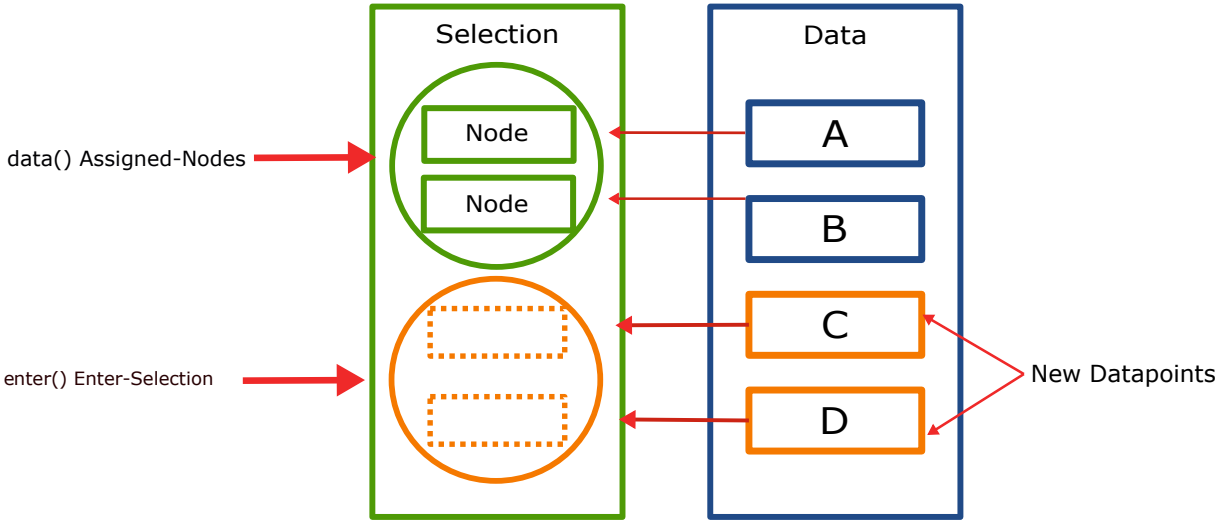 Selection
Data
Node
A
data() Assigned-Nodes
Node
B
C
enter() Enter-Selection
New Datapoints
D